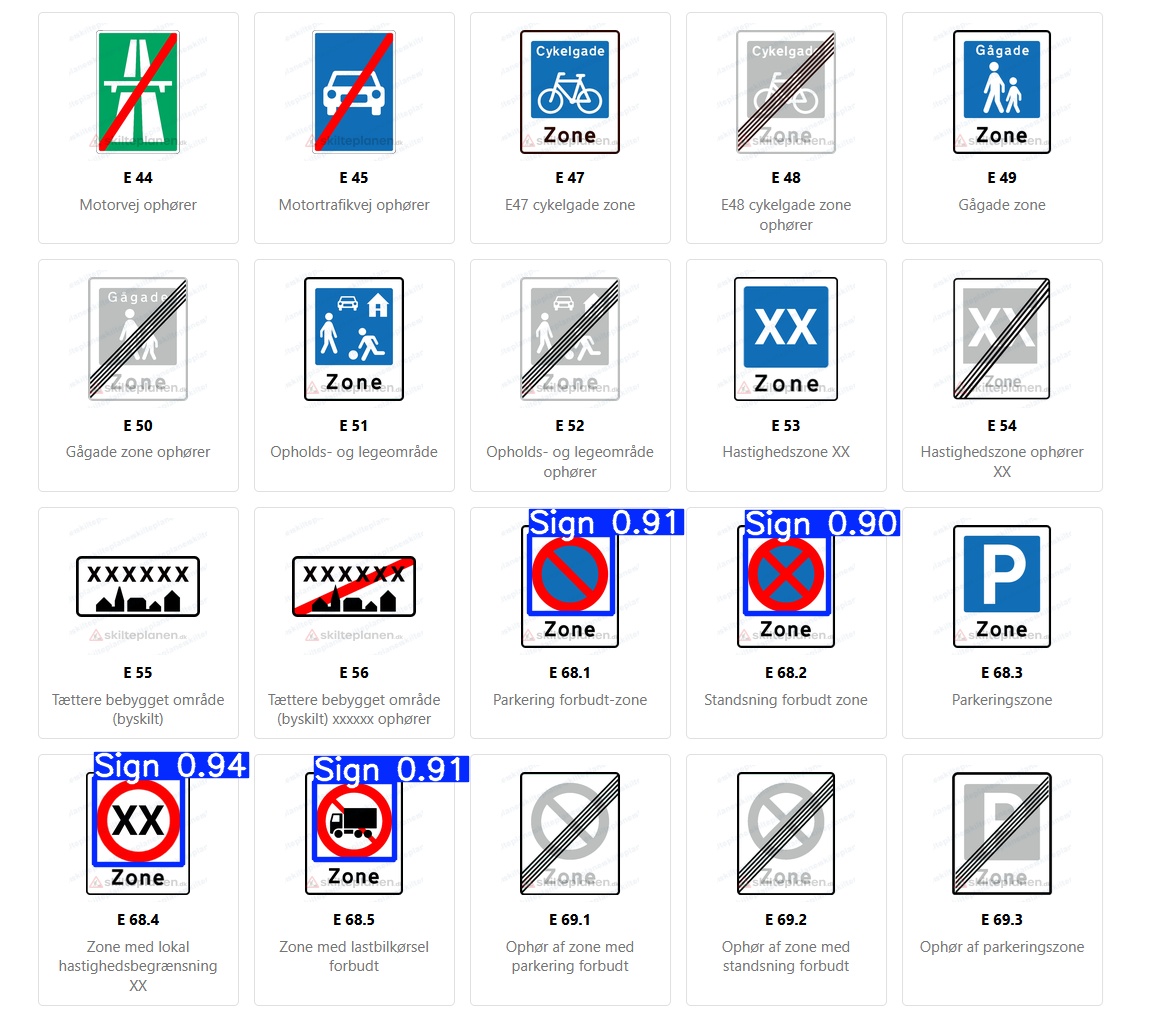 E 44
Motorvej ophører
E 45
Motortrafikvej ophører
Cykelgade
Zone
E 47
E47 cykelgade zone
Cykelgade
Zone
E 48
E48 cykelgade zone
ophører
Gågade
Zone
E 49
Gågade zone
Gågade
Zone
E 50
Gågade zone ophører
Zone
E 51
Opholds- og legeområde
Zone
E 52
Opholds- og legeområde
ophører
XX
Zone
E 53
Hastighedszone XX
XX
Zone
E 54
Hastighedszone ophører
XX
XXXXXX
skilteplanen.dk
E 55
Tættere bebygget område
(byskilt)
XXXXXX
skilteplanen.dk
E 56
Tættere bebygget område
(byskilt) xxxxxx ophører
Sign 0.91
Zone
E 68.1
Parkering forbudt-zone
Sign 0.90
Zone
E 68.2
Standsning forbudt zone
P
Zone
E 68.3
Parkeringszone
Sign 0.94
XX
Zone
E 68.4
Zone med lokal
hastighedsbegrænsning
XX
Sign 0.91
Zone
E 68.5
Zone med lastbilkørsel
forbudt
Zone
E 69.1
Ophør af zone med
parkering forbudt
Zone
E 69.2
Ophør af zone med
standsning forbudt
P
Zone
E 69.3
Ophør af parkeringszone